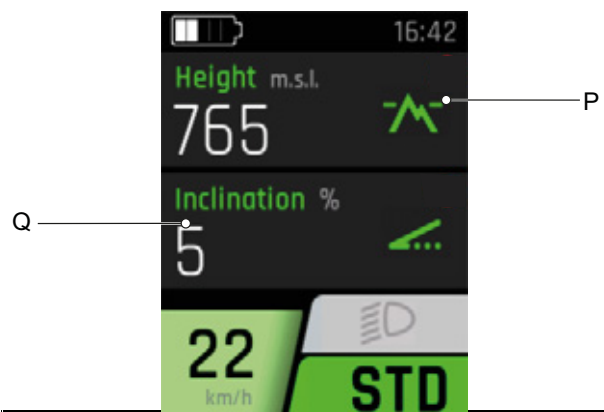 16:42
Height m.s.l.
765
P
Inclination %
Q
5
22
km/h
STD